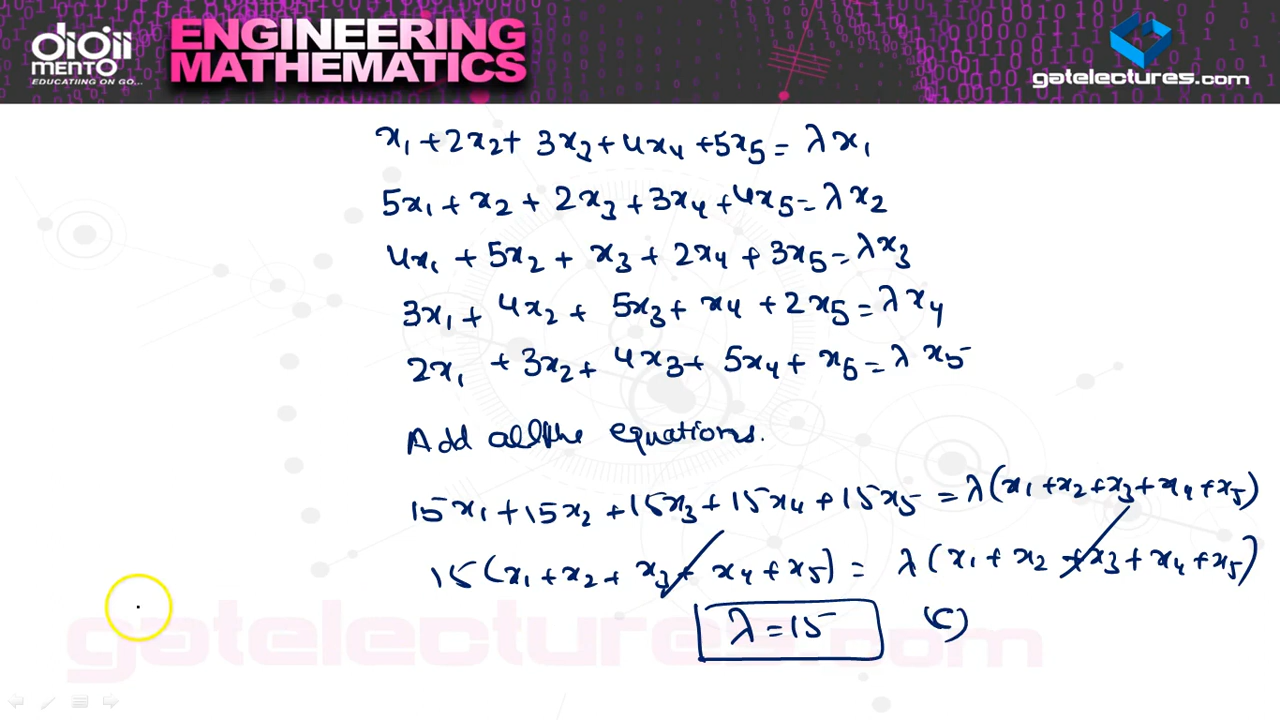 digii MENTO EDUCATIING ON GO...
ENGINEERING MATHEMATICS
gatelectures.com
x₁ + 2x₂ + 3x₃ + 4x₄ + 5x₅ = λx₁
5x₁ + x₂ + 2x₃ + 3x₄ + 4x₅ = λx₂
4x₁ + 5x₂ + x₃ + 2x₄ + 3x₅ = λx₃
3x₁ + 4x₂ + 5x₃ + x₄ + 2x₅ = λx₄
2x₁ + 3x₂ + 4x₃ + 5x₄ + x₅ = λx₅
Add all the equations.
15x₁ + 15x₂ + 15x₃ + 15x₄ + 15x₅ = λ(x₁ + x₂ + x₃ + x₄ + x₅)
15(x₁ + x₂ + x₃ + x₄ + x₅) = λ(x₁ + x₂ + x₃ + x₄ + x₅)
λ = 15 (C)
gatelectures.com